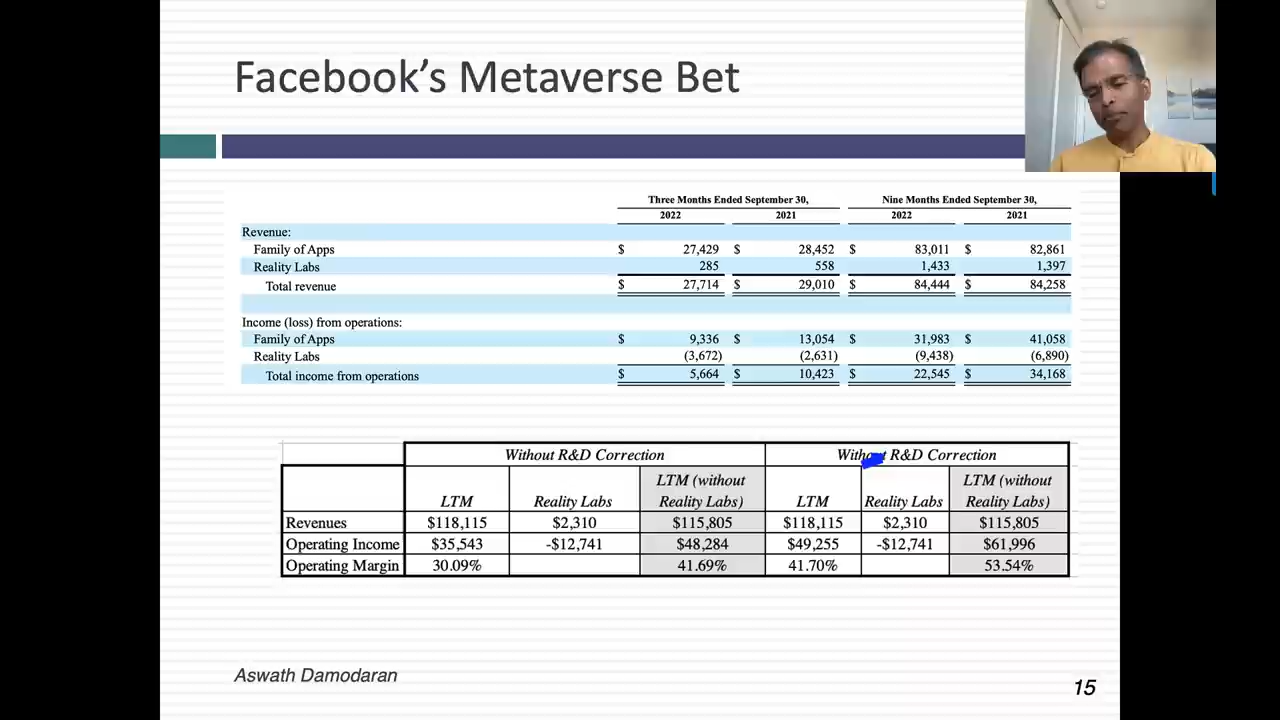 Facebook's Metaverse Bet
Three Months Ended September 30, Nine Months Ended September 30,
2022 2021 2022 2021
Revenue:
Family of Apps $ 27,429 $ 28,452 $ 83,011 $ 82,861
Reality Labs 285 558 1,433 1,397
Total revenue $ 27,714 $ 29,010 $ 84,444 $ 84,258
Income (loss) from operations:
Family of Apps $ 9,336 $ 13,054 $ 31,983 $ 41,058
Reality Labs (3,672) (2,631) (9,438) (6,890)
Total income from operations $ 5,664 $ 10,423 $ 22,545 $ 34,168
Without R&D Correction Without R&D Correction
LTM (without LTM (without
LTM Reality Labs Reality Labs) LTM Reality Labs Reality Labs)
Revenues $118,115 $2,310 $115,805 $118,115 $2,310 $115,805
Operating Income $35,543 -$12,741 $48,284 $49,255 -$12,741 $61,996
Operating Margin 30.09% 41.69% 41.70% 53.54%
Aswath Damodaran
15